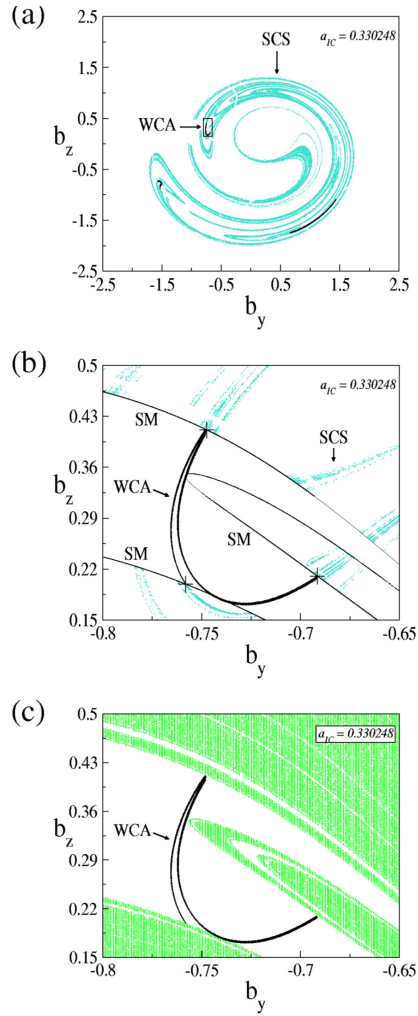 (a)
2.5
1.5
0.5
-0.5
-1.5
-2.5
b_z
SCS
a_IC = 0.330248
WCA
-2.5 -1.5 -0.5 0.5 1.5 2.5
b_y
(b)
0.5
0.43
0.36
0.29
0.22
0.15
b_z
a_IC = 0.330248
SM
SCS
WCA
SM
SM
-0.8 -0.75 -0.7 -0.65
b_y
(c)
0.5
0.43
0.36
0.29
0.22
0.15
b_z
a_IC = 0.330248
WCA
-0.8 -0.75 -0.7 -0.65
b_y